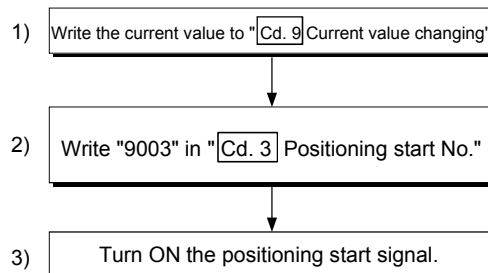 1) Write the current value to "Cd. 9 Current value changing"
2) Write "9003" in "Cd. 3 Positioning start No."
3) Turn ON the positioning start signal.